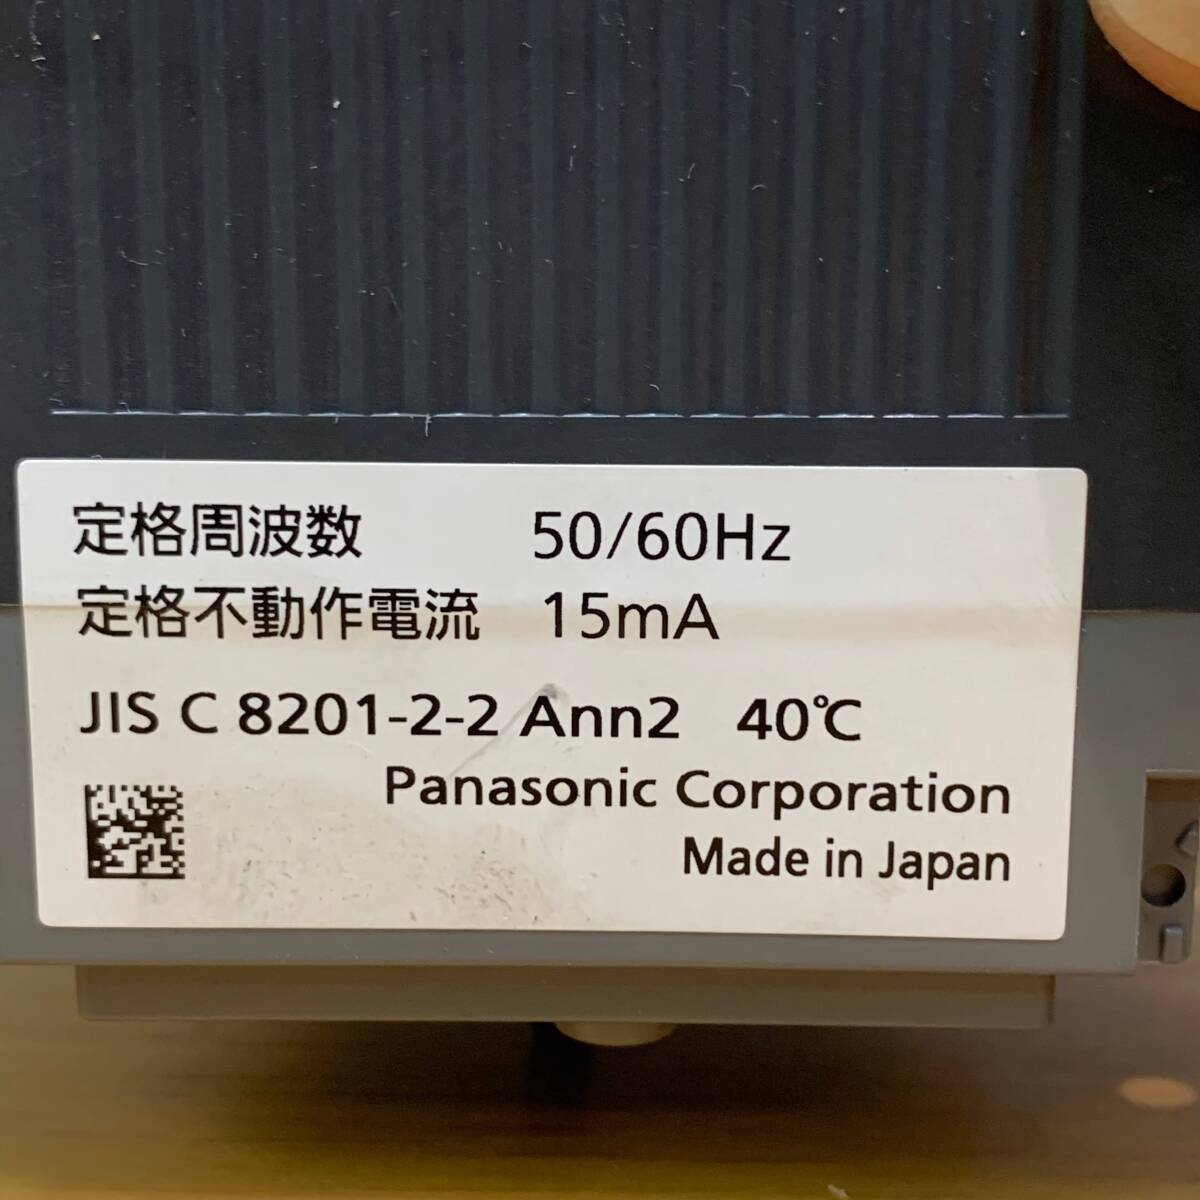 定格周波数 50/60Hz
定格不動作電流 15mA
JIS C 8201-2-2 Ann2 40℃
Panasonic Corporation
Made in Japan